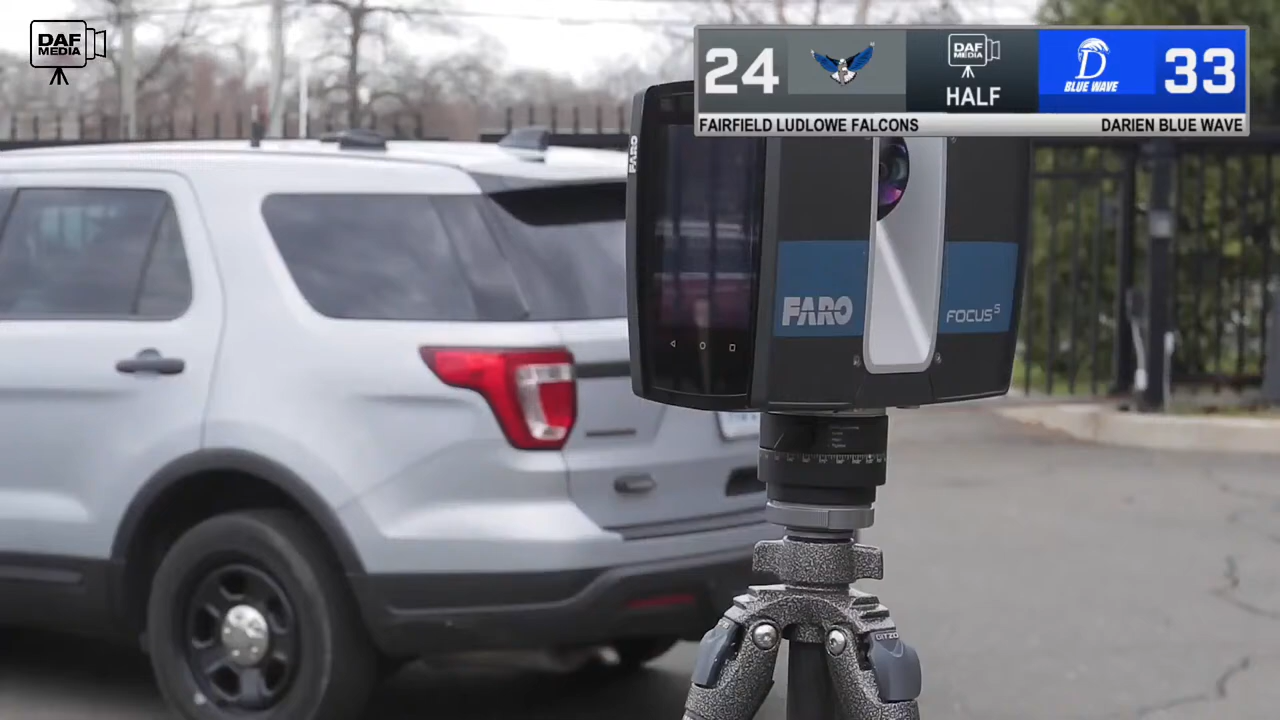 DAF
MEDIA
24
DAF
MEDIA
HALF
D
BLUE WAVE
33
FAIRFIELD LUDLOWE FALCONS
DARIEN BLUE WAVE
FARO
FARO
FOCUS S
GITZO